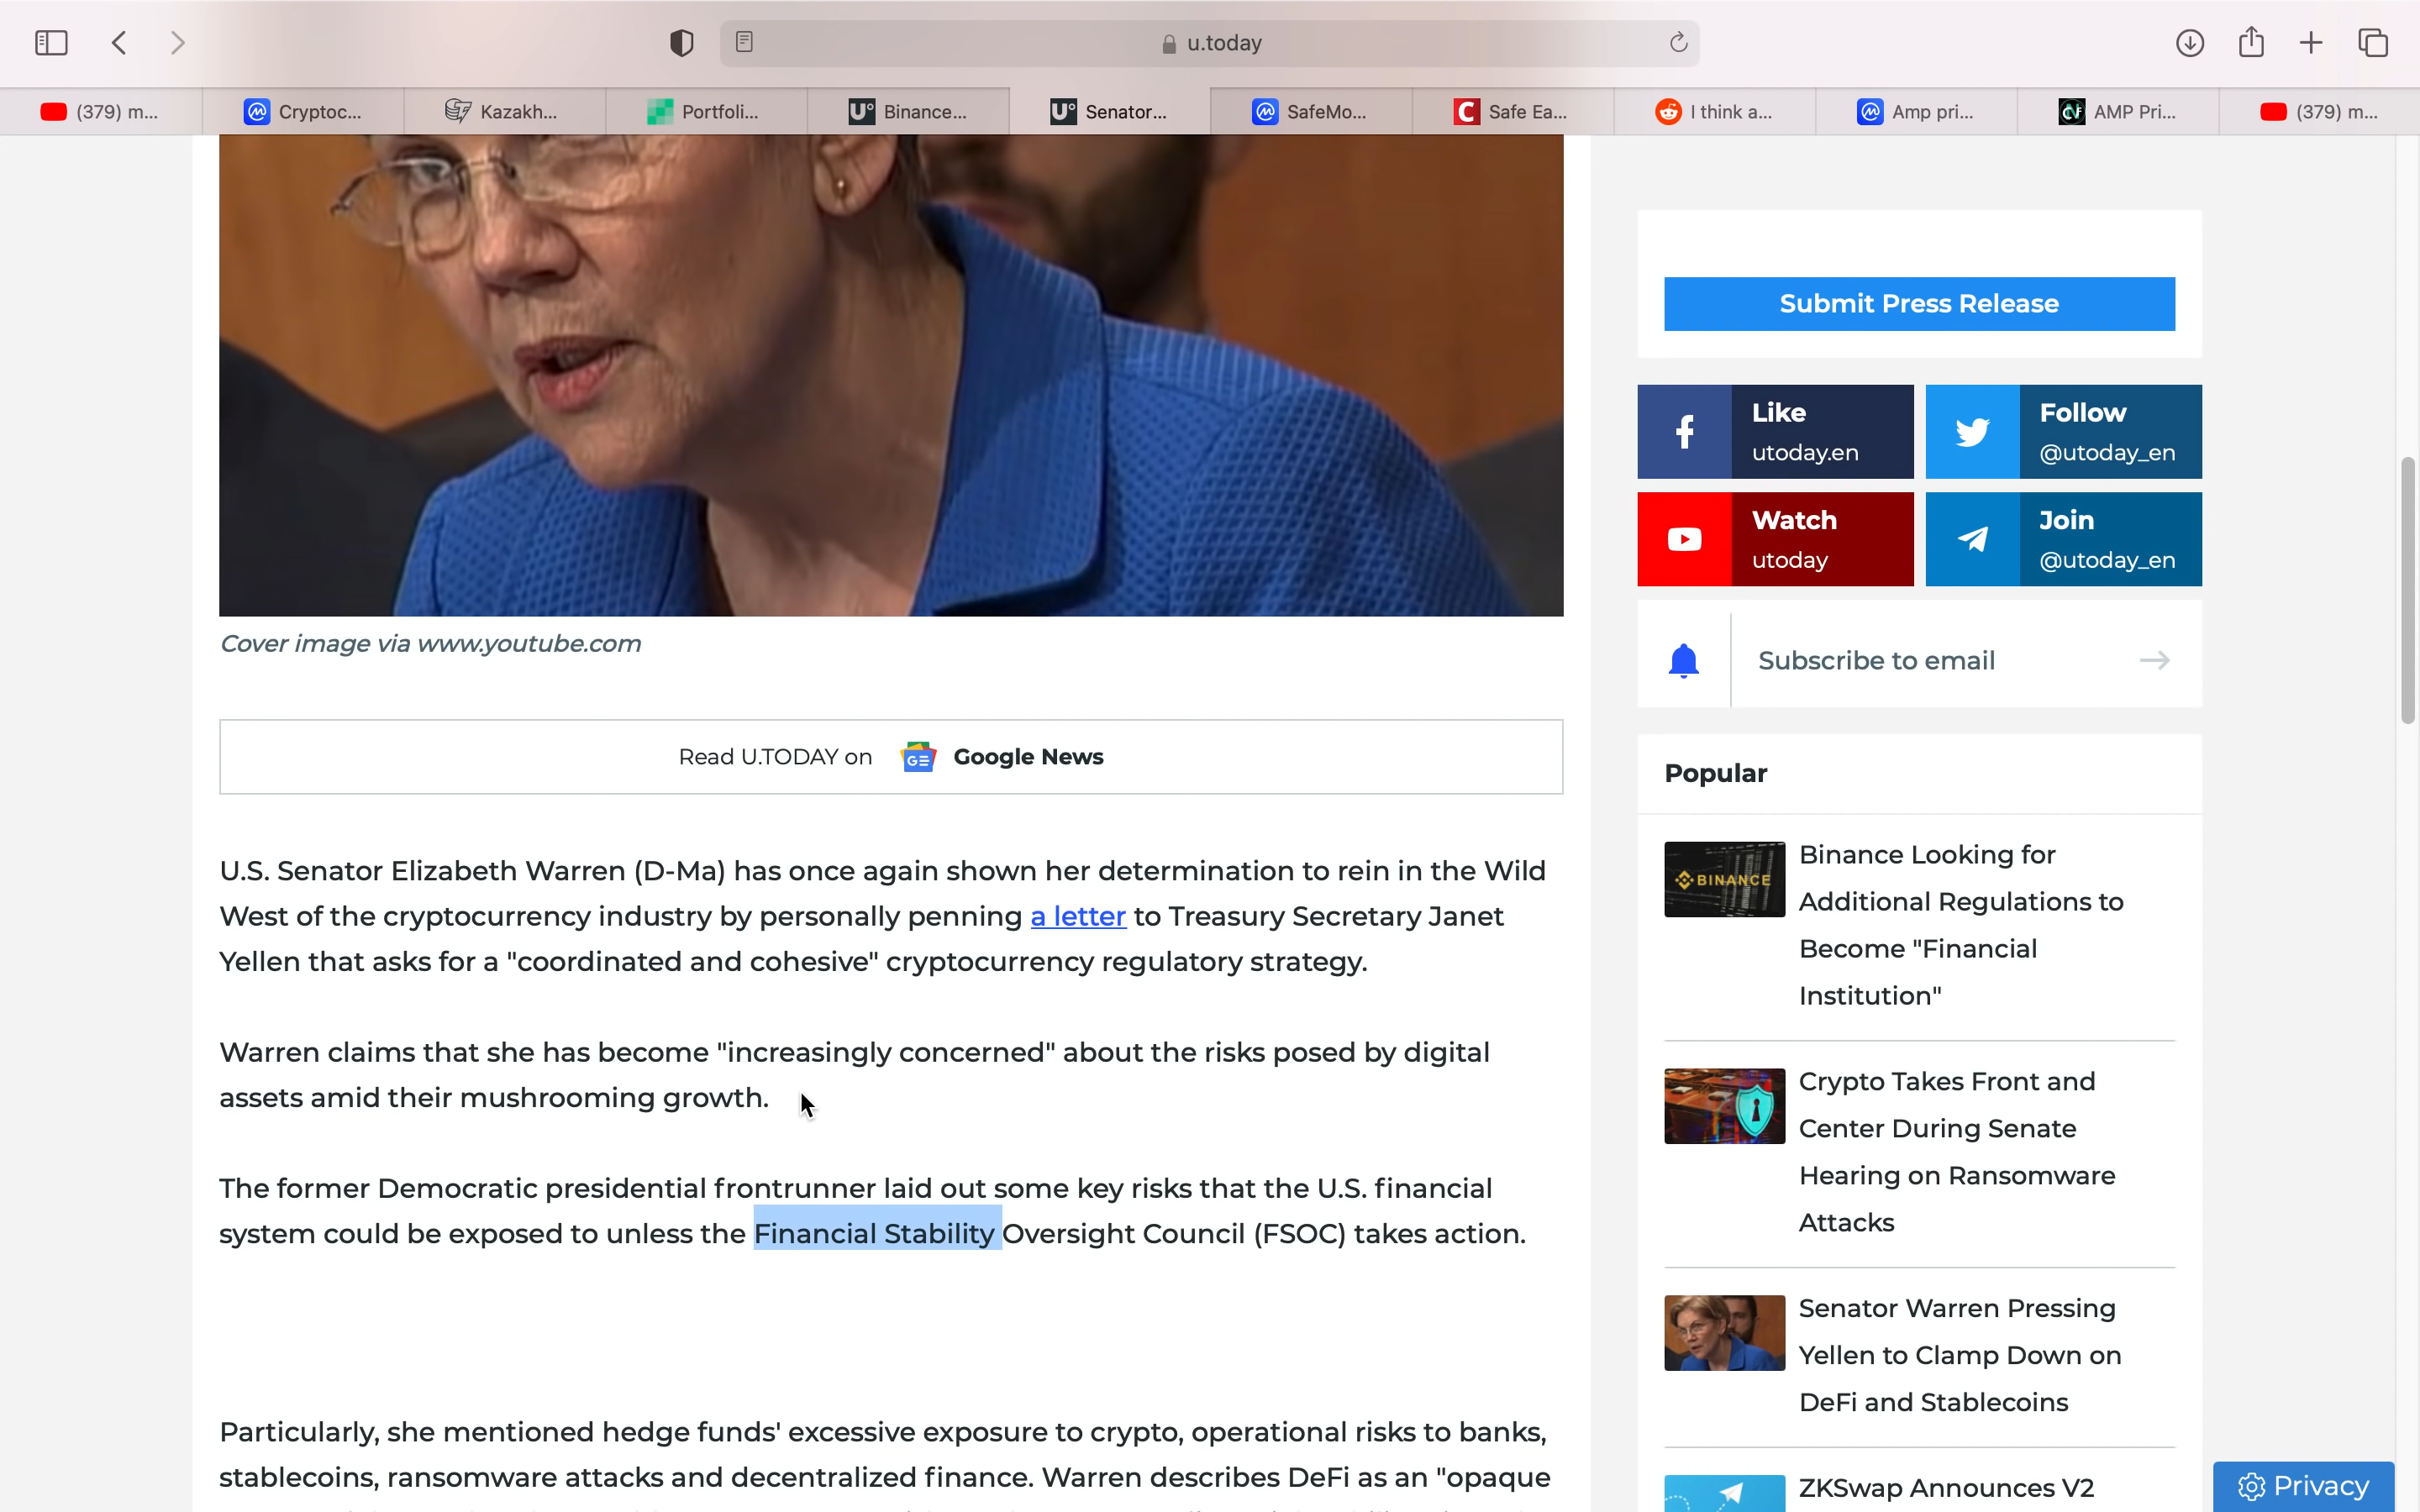 u.today
(379) m...
Cryptoc...
Kazakh...
Portfoli...
U° Binance...
U° Senator...
SafeMo...
C Safe Ea...
I think a...
Amp pri...
AMP Pri...
(379) m...
Cover image via www.youtube.com
Read U.TODAY on GE Google News
U.S. Senator Elizabeth Warren (D-Ma) has once again shown her determination to rein in the Wild
West of the cryptocurrency industry by personally penning a letter to Treasury Secretary Janet
Yellen that asks for a "coordinated and cohesive" cryptocurrency regulatory strategy.
Warren claims that she has become "increasingly concerned" about the risks posed by digital
assets amid their mushrooming growth.
The former Democratic presidential frontrunner laid out some key risks that the U.S. financial
system could be exposed to unless the Financial Stability Oversight Council (FSOC) takes action.
Particularly, she mentioned hedge funds' excessive exposure to crypto, operational risks to banks,
stablecoins, ransomware attacks and decentralized finance. Warren describes DeFi as an "opaque
Submit Press Release
f Like
utoday.en
Follow
@utoday_en
Watch
utoday
Join
@utoday_en
Subscribe to email
Popular
BINANCE
Binance Looking for
Additional Regulations to
Become "Financial
Institution"
Crypto Takes Front and
Center During Senate
Hearing on Ransomware
Attacks
Senator Warren Pressing
Yellen to Clamp Down on
DeFi and Stablecoins
ZKSwap Announces V2
Privacy